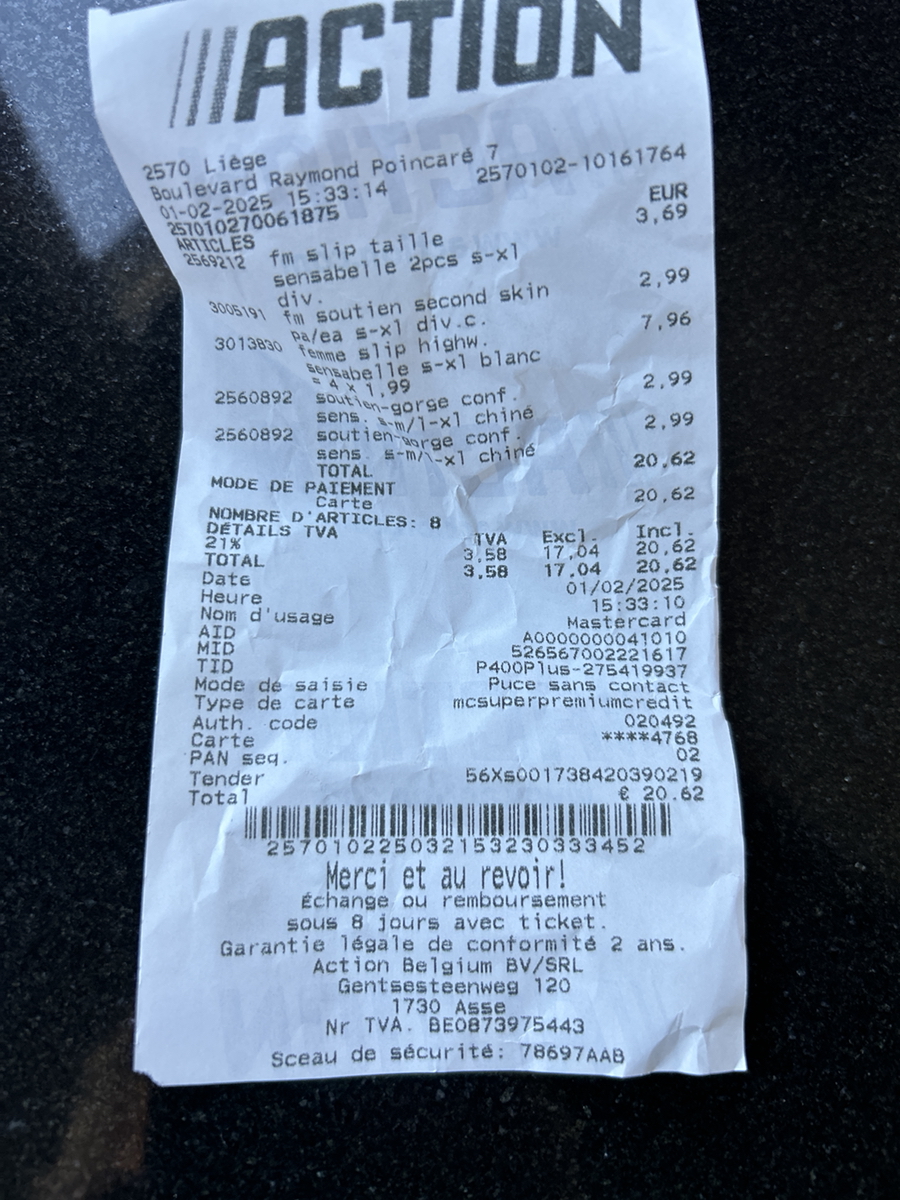 ACTION
2570 Liège
Boulevard Raymond Poincaré 7
01-02-2025 15:33:14 2570102-10161764
257010270061875 EUR
ARTICLES
2569212 fm slip taille 3,69
sensabelle 2pcs s-xl
div.
3005191 fm soutien second skin 2,99
pa/ea s-xl div.c.
3013830 femme slip highw. 7,96
sensabelle s-xl blanc
= 4 x 1,99
2560892 soutien-gorge conf. 2,99
sens. s-m/l-xl chiné
2560892 soutien-gorge conf. 2,99
sens. s-m/l-xl chiné
TOTAL 20,62
MODE DE PAIEMENT
Carte 20,62
NOMBRE D'ARTICLES: 8
DÉTAILS TVA TVA Excl. Incl.
21% 3,58 17,04 20,62
TOTAL 3,58 17,04 20,62
Date 01/02/2025
Heure 15:33:10
Nom d'usage Mastercard
AID A0000000041010
MID 526567002221617
TID P400Plus-275419937
Mode de saisie Puce sans contact
Type de carte mcsuperpremiumcredit
Auth. code 020492
Carte ****4768
PAN seq. 02
Tender 56Xs001738420390219
Total € 20.62
2570102250321532303​33452
Merci et au revoir!
Échange ou remboursement
sous 8 jours avec ticket.
Garantie légale de conformité 2 ans.
Action Belgium BV/SRL
Gentsesteenweg 120
1730 Asse
Nr TVA. BE0873975443
Sceau de sécurité: 78697AAB